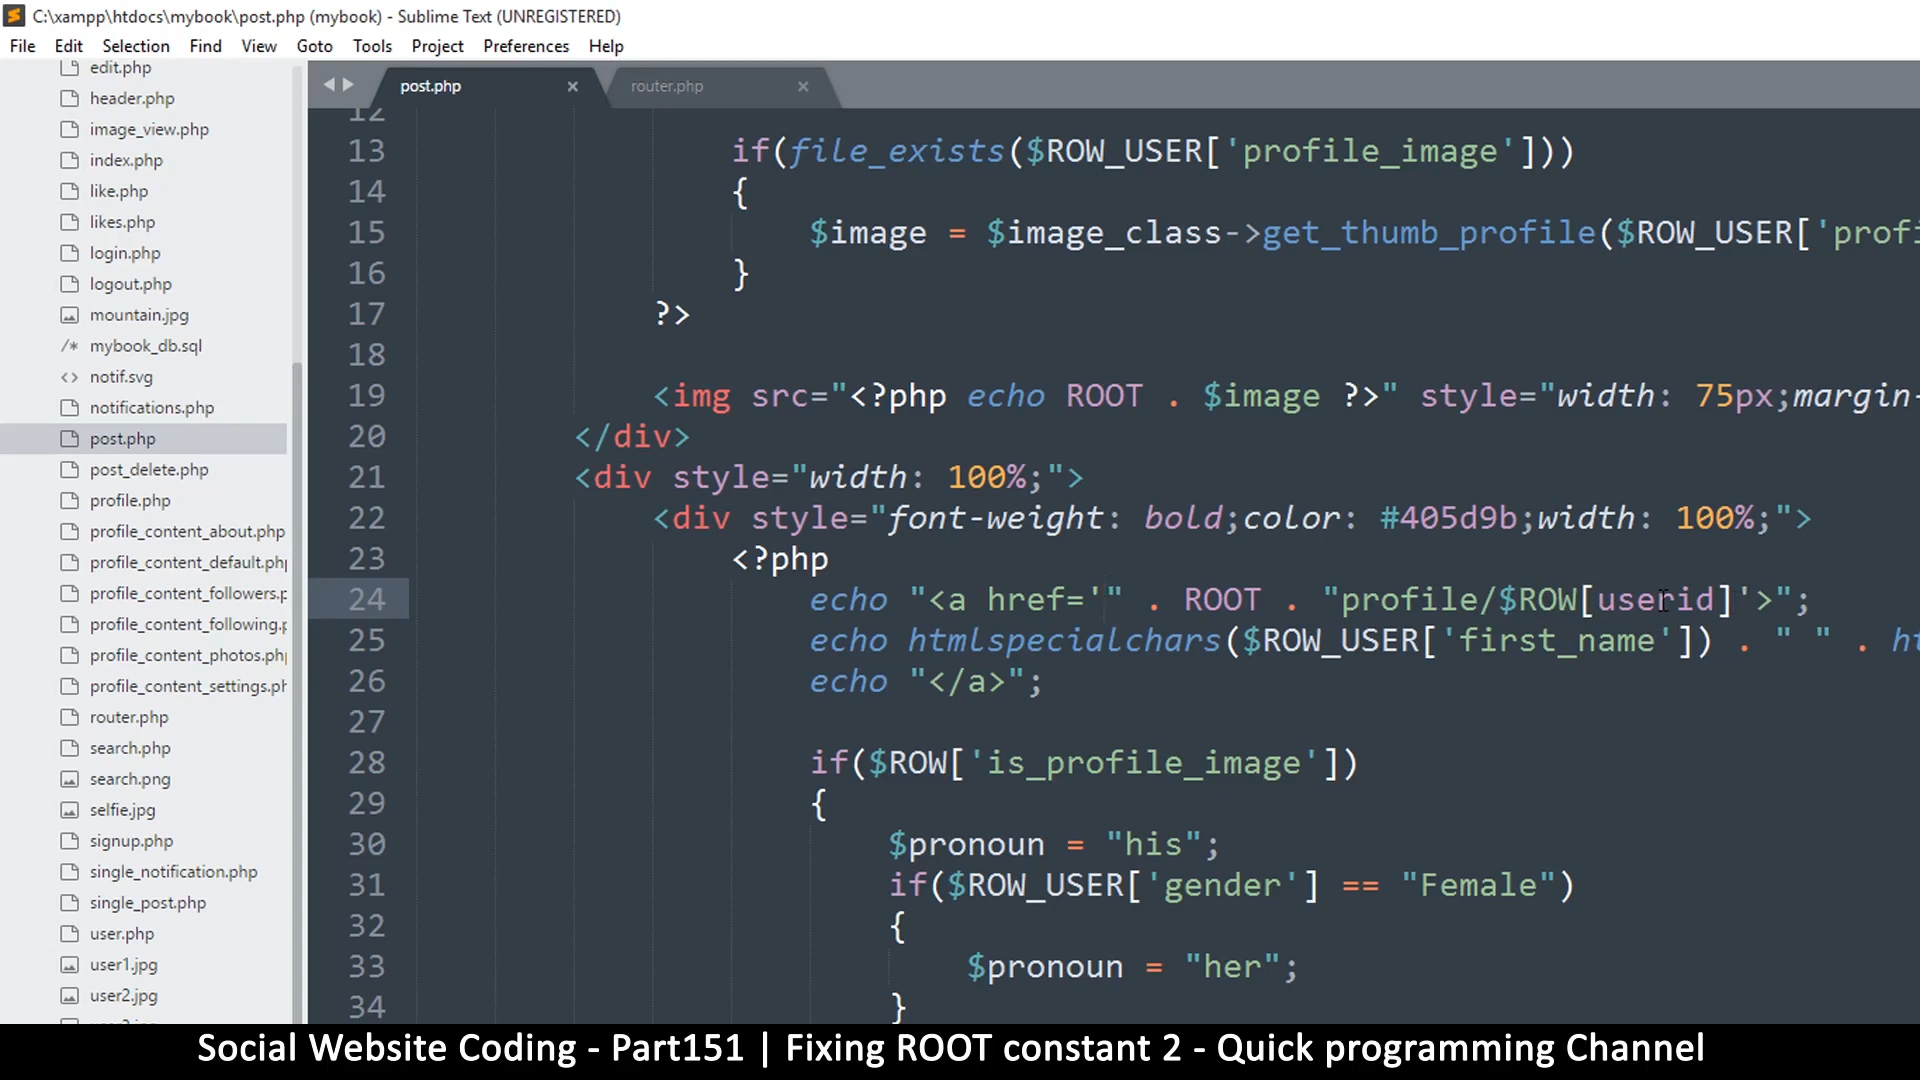 C:\xampp\htdocs\mybook\post.php (mybook) - Sublime Text (UNREGISTERED)
File Edit Selection Find View Goto Tools Project Preferences Help
edit.php
header.php
image_view.php
index.php
like.php
likes.php
login.php
logout.php
mountain.jpg
/* mybook_db.sql
<> notif.svg
notifications.php
post.php
post_delete.php
profile.php
profile_content_about.php
profile_content_default.php
profile_content_followers.p
profile_content_following.p
profile_content_photos.php
profile_content_settings.ph
router.php
search.php
search.png
selfie.jpg
signup.php
single_notification.php
single_post.php
user.php
user1.jpg
user2.jpg
post.php × router.php ×
12
13 if(file_exists($ROW_USER['profile_image']))
14 {
15 $image = $image_class->get_thumb_profile($ROW_USER['profi
16 }
17 ?>
18
19 <img src="<?php echo ROOT . $image ?>" style="width: 75px;margin-
20 </div>
21 <div style="width: 100%;">
22 <div style="font-weight: bold;color: #405d9b;width: 100%;">
23 <?php
24 echo "<a href='" . ROOT . "profile/$ROW[userid]'>";
25 echo htmlspecialchars($ROW_USER['first_name']) . " " . ht
26 echo "</a>";
27
28 if($ROW['is_profile_image'])
29 {
30 $pronoun = "his";
31 if($ROW_USER['gender'] == "Female")
32 {
33 $pronoun = "her";
34 }
Social Website Coding - Part151 | Fixing ROOT constant 2 - Quick programming Channel